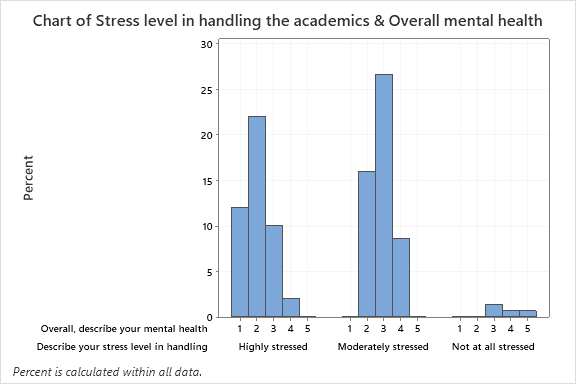 Chart of Stress level in handling the academics & Overall mental health
Percent
30
25
20
15
10
5
0
Overall, describe your mental health 1 2 3 4 5 1 2 3 4 5 1 2 3 4 5
Describe your stress level in handling Highly stressed Moderately stressed Not at all stressed
Percent is calculated within all data.